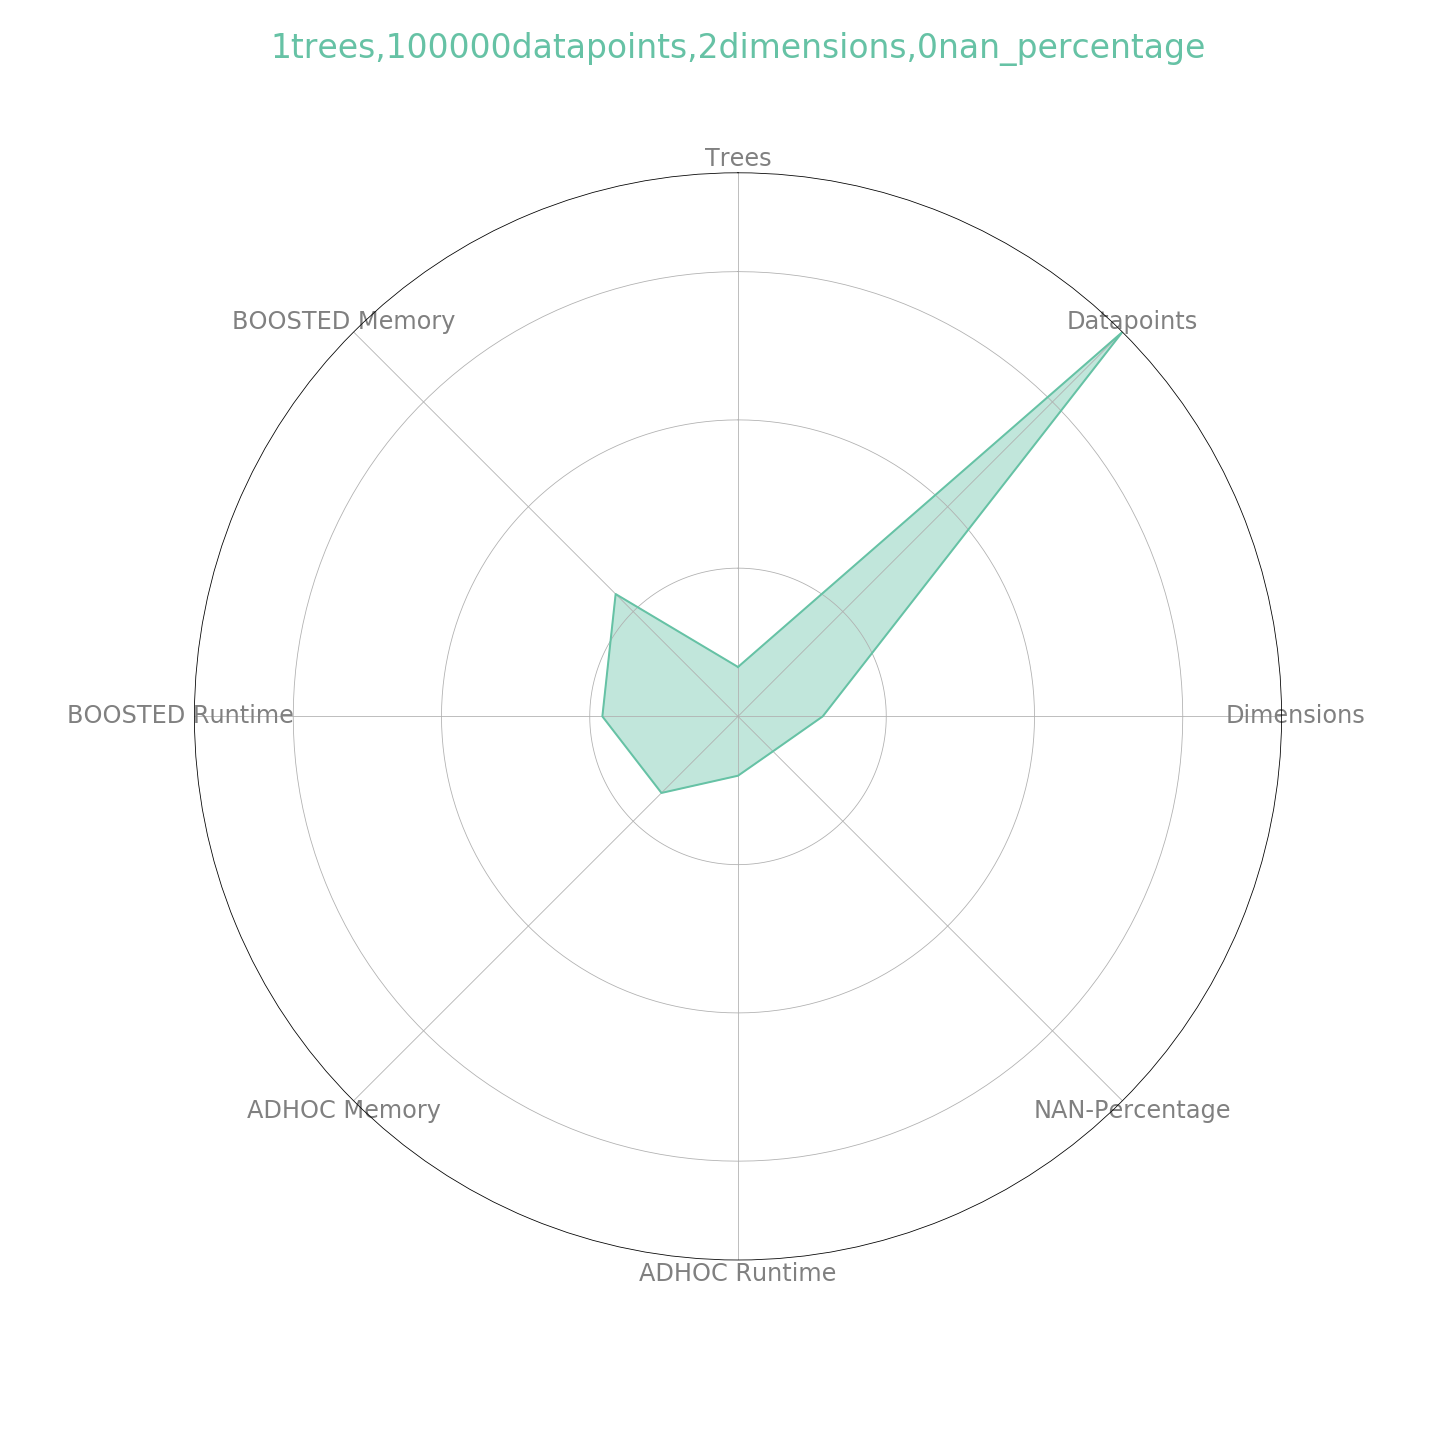 1trees,100000datapoints,2dimensions,0nan_percentage
Trees
BOOSTED Memory
Datapoints
BOOSTED Runtime
Dimensions
ADHOC Memory
NAN-Percentage
ADHOC Runtime